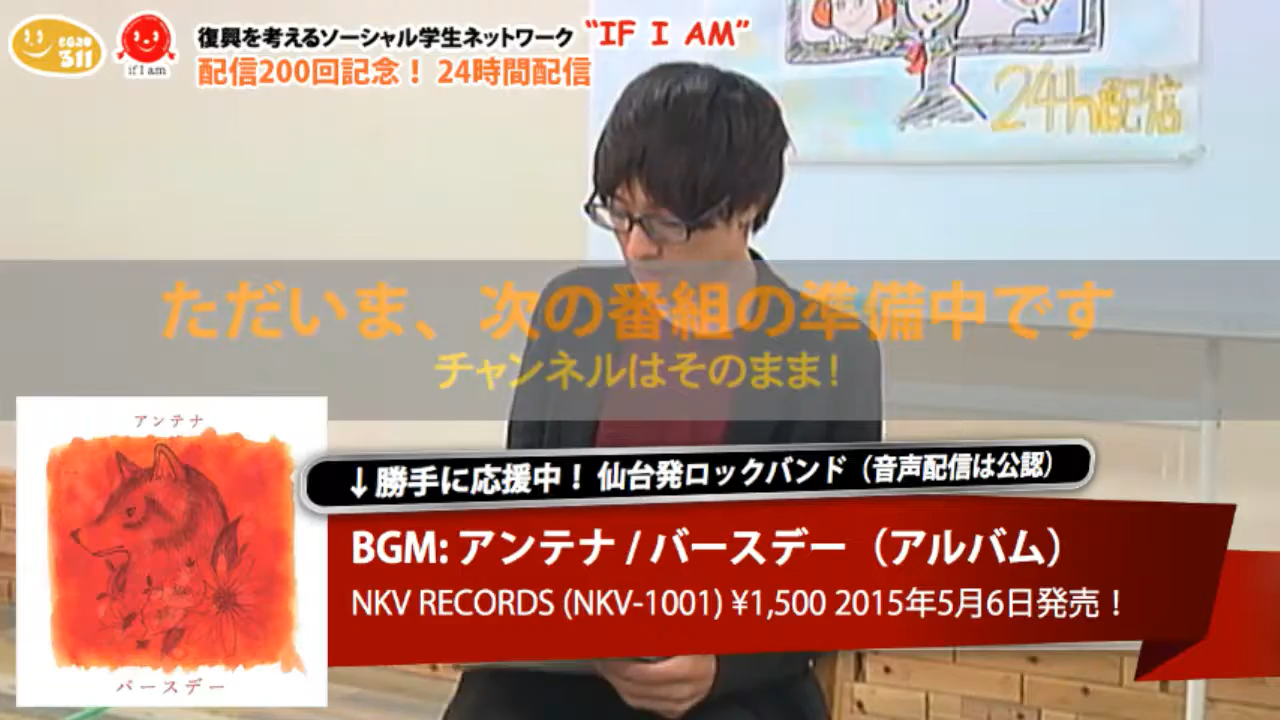 egao
311
if I am
復興を考えるソーシャル学生ネットワーク “IF I AM”
配信200回記念！ 24時間配信
24h配信
ただいま、次の番組の準備中です
チャンネルはそのまま！
アンテナ
バースデー
↓勝手に応援中！ 仙台発ロックバンド（音声配信は公認）
BGM: アンテナ / バースデー（アルバム）
NKV RECORDS (NKV-1001) ¥1,500 2015年5月6日発売！